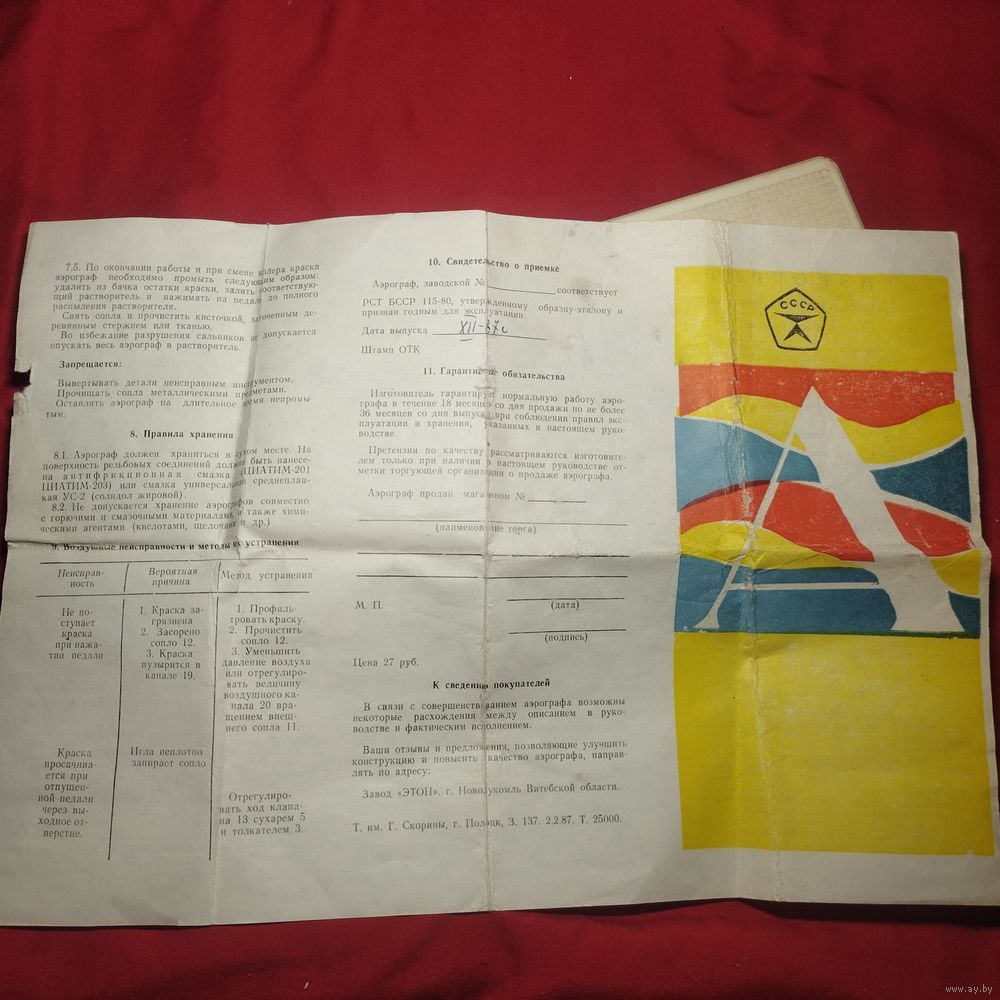 7.5. По окончании работы и при смене колера краски
аэрограф необходимо промыть следующим образом:
удалить из бачка остатки краски, залить соответствую-
щий растворитель и нажимать на педаль до полного
распыления растворителя.
Снять сопла и прочистить кисточкой, заточенным де-
ревянным стержнем или тканью.
Во избежание разрушения сальников не допускается
опускать весь аэрограф в растворитель.
Запрещается:
Вывертывать детали неисправным инструментом.
Прочищать сопла металлическими предметами.
Оставлять аэрограф на длительное время непромы-
тым.
8. Правила хранения
8.1. Аэрограф должен храниться в сухом месте. На
поверхность резьбовых соединений должна быть нанесе-
на антифрикционная смазка (ЦИАТИМ-201
ЦИАТИМ-203) или смазка универсальная среднеплав-
кая УС-2 (солидол жировой).
8.2. Не допускается хранение аэрографов совместно
с горючими и смазочными материалами, а также хими-
ческими агентами (кислотами, щелочами и др.)
9. Воздушные неисправности и методы их устранения
Неисправ-
ность
Вероятная
причина
Метод устранения
Не по-
ступает
краска
при нажа-
тии педали
1. Краска за-
грязнена
2. Засорено
сопло 12.
3. Краска
пузырится в
канале 19.
1. Профиль-
тровать краску.
2. Прочистить
сопло 12.
3. Уменьшить
давление воздуха
или отрегулиро-
вать величину
воздушного ка-
нала 20 вра-
щением внеш-
него сопла 11.
Краска
просачива-
ется при
отпущен-
ной педали
через вы-
ходное от-
верстие.
Игла неплотно
запирает сопло
Отрегулиро-
вать ход клапа-
на 13 сухарем 5
и толкателем 3.
10. Свидетельство о приемке
Аэрограф, заводской № соответствует
РСТ БССР 115-80, утвержденному образцу-эталону и
признан годным для эксплуатации.
Дата выпуска XII-87г
Штамп ОТК
11. Гарантийные обязательства
Изготовитель гарантирует нормальную работу аэро-
графа в течение 18 месяцев со дня продажи но не более
36 месяцев со дня выпуска при соблюдении правил экс-
плуатации и хранения, указанных в настоящем руко-
водстве.
Претензии по качеству рассматриваются изготовите-
лем только при наличии в настоящем руководстве от-
метки торгующей организации о продаже аэрографа.
Аэрограф продан магазином №
(наименование торга)
М. П.
(дата)
(подпись)
Цена 27 руб.
К сведению покупателей
В связи с совершенствованием аэрографа возможны
некоторые расхождения между описанием в руко-
водстве и фактическим исполнением.
Ваши отзывы и предложения, позволяющие улучшить
конструкцию и повысить качество аэрографа, направ-
лять по адресу:
Завод «ЭТОН». г. Новолукомль Витебской области.
Т. им. Г. Скорины, г. Полоцк, З. 137. 2.2.87. Т. 25000.
СССР
А
www.ay.by